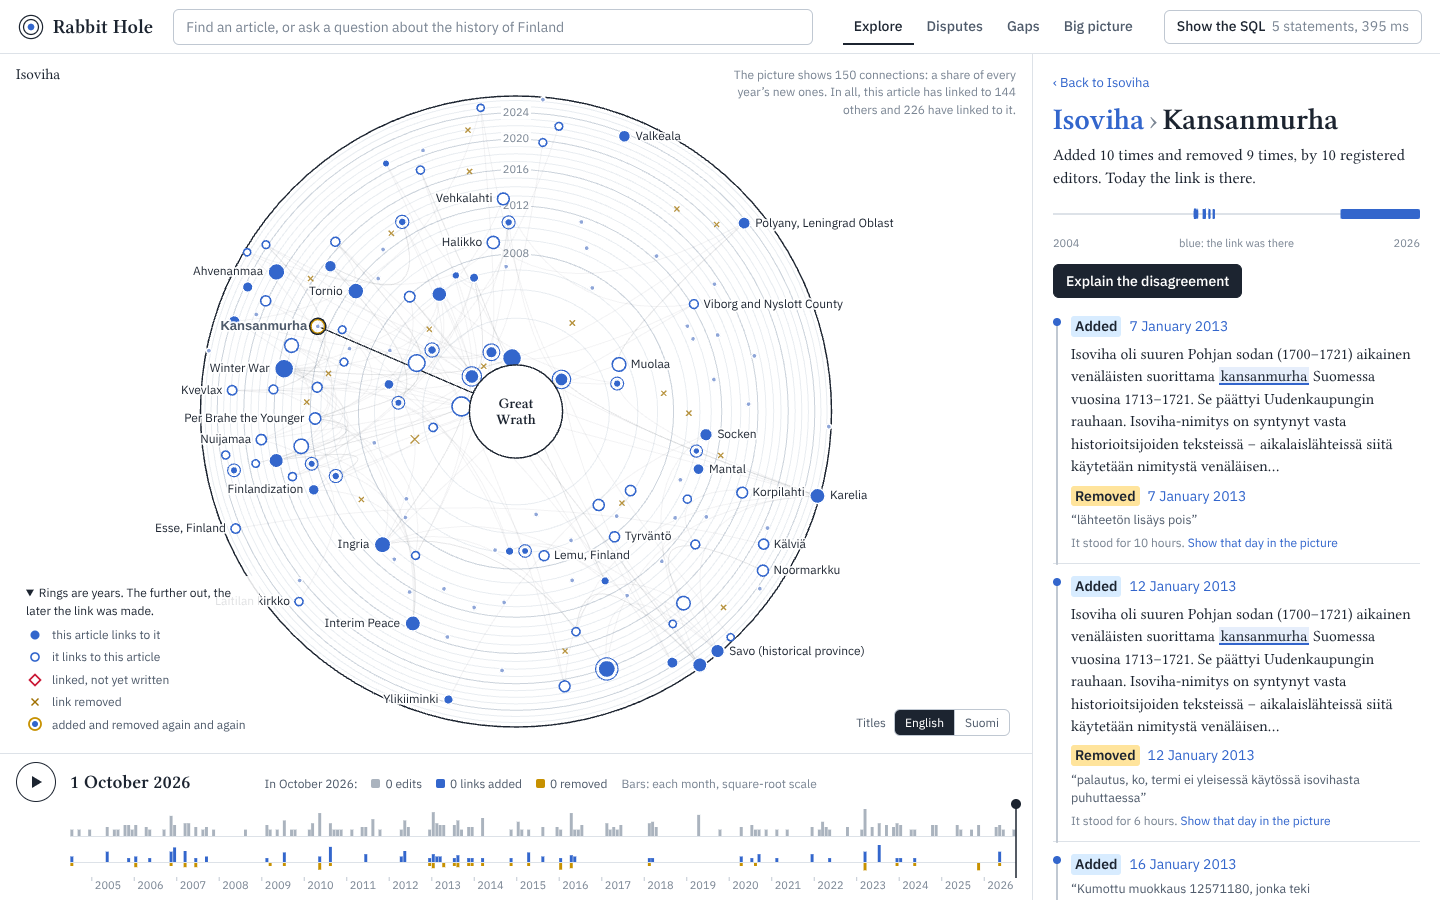 Rabbit Hole
Find an article, or ask a question about the history of Finland
Explore
Disputes
Gaps
Big picture
Show the SQL 5 statements, 395 ms
Isoviha
The picture shows 150 connections: a share of every
year's new ones. In all, this article has linked to 144
others and 226 have linked to it.
2024
2020
2016
2012
2008
Valkeala
Vehkalahti
Polyany, Leningrad Oblast
Halikko
Ahvenanmaa
Tornio
Viborg and Nyslott County
Kansanmurha
Winter War
Muolaa
Kvevlax
Great
Wrath
Per Brahe the Younger
Nuijamaa
Socken
Mantal
Finlandization
Korpilahti
Karelia
Esse, Finland
Ingria
Tyrväntö
Lemu, Finland
Kälviä
Noormarkku
Laitilan kirkko
Interim Peace
Savo (historical province)
Ylikiiminki
▼ Rings are years. The further out, the
later the link was made.
this article links to it
it links to this article
linked, not yet written
link removed
added and removed again and again
Titles
English
Suomi
1 October 2026
In October 2026: 0 edits 0 links added 0 removed Bars: each month, square-root scale
2005 2006 2007 2008 2009 2010 2011 2012 2013 2014 2015 2016 2017 2018 2019 2020 2021 2022 2023 2024 2025 2026
‹ Back to Isoviha
Isoviha › Kansanmurha
Added 10 times and removed 9 times, by 10 registered
editors. Today the link is there.
2004 blue: the link was there 2026
Explain the disagreement
Added 7 January 2013
Isoviha oli suuren Pohjan sodan (1700–1721) aikainen
venäläisten suorittama kansanmurha Suomessa
vuosina 1713–1721. Se päättyi Uudenkaupungin
rauhaan. Isoviha-nimitys on syntynyt vasta
historioitsijoiden teksteissä – aikalaislähteissä siitä
käytetään nimitystä venäläisen…
Removed 7 January 2013
“lähteetön lisäys pois”
It stood for 10 hours. Show that day in the picture
Added 12 January 2013
Isoviha oli suuren Pohjan sodan (1700–1721) aikainen
venäläisten suorittama kansanmurha Suomessa
vuosina 1713–1721. Se päättyi Uudenkaupungin
rauhaan. Isoviha-nimitys on syntynyt vasta
historioitsijoiden teksteissä – aikalaislähteissä siitä
käytetään nimitystä venäläisen…
Removed 12 January 2013
“palautus, ko, termi ei yleisessä käytössä isovihasta
puhuttaessa”
It stood for 6 hours. Show that day in the picture
Added 16 January 2013
“Kumottu muokkaus 12571180, jonka teki